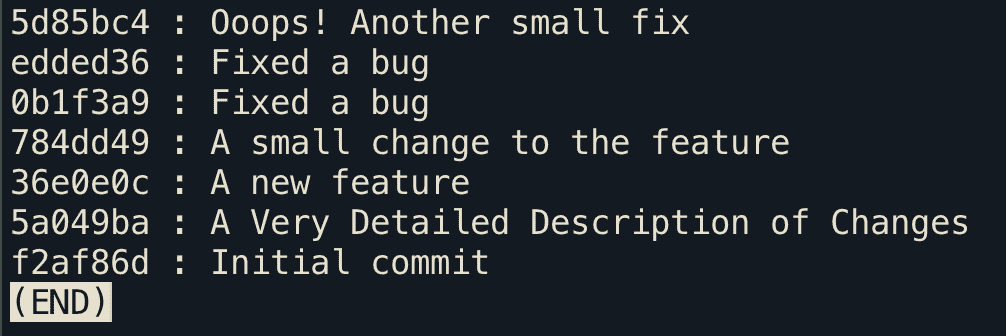 5d85bc4 : Ooops! Another small fix
edded36 : Fixed a bug
0b1f3a9 : Fixed a bug
784dd49 : A small change to the feature
36e0e0c : A new feature
5a049ba : A Very Detailed Description of Changes
f2af86d : Initial commit
(END)